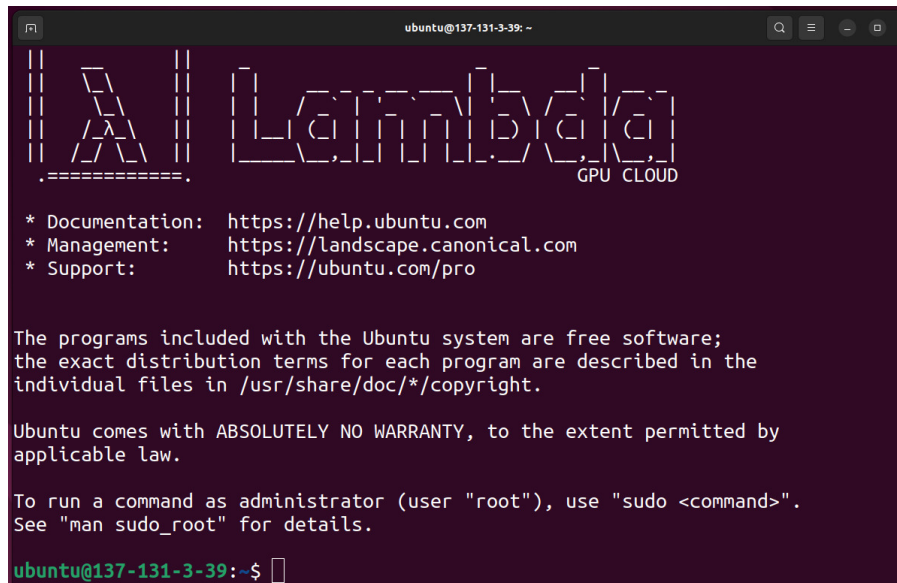 ubuntu@137-131-3-39: ~
λ Lambda
GPU CLOUD
* Documentation: https://help.ubuntu.com
* Management: https://landscape.canonical.com
* Support: https://ubuntu.com/pro
The programs included with the Ubuntu system are free software;
the exact distribution terms for each program are described in the
individual files in /usr/share/doc/*/copyright.
Ubuntu comes with ABSOLUTELY NO WARRANTY, to the extent permitted by
applicable law.
To run a command as administrator (user "root"), use "sudo <command>".
See "man sudo_root" for details.
ubuntu@137-131-3-39:~$